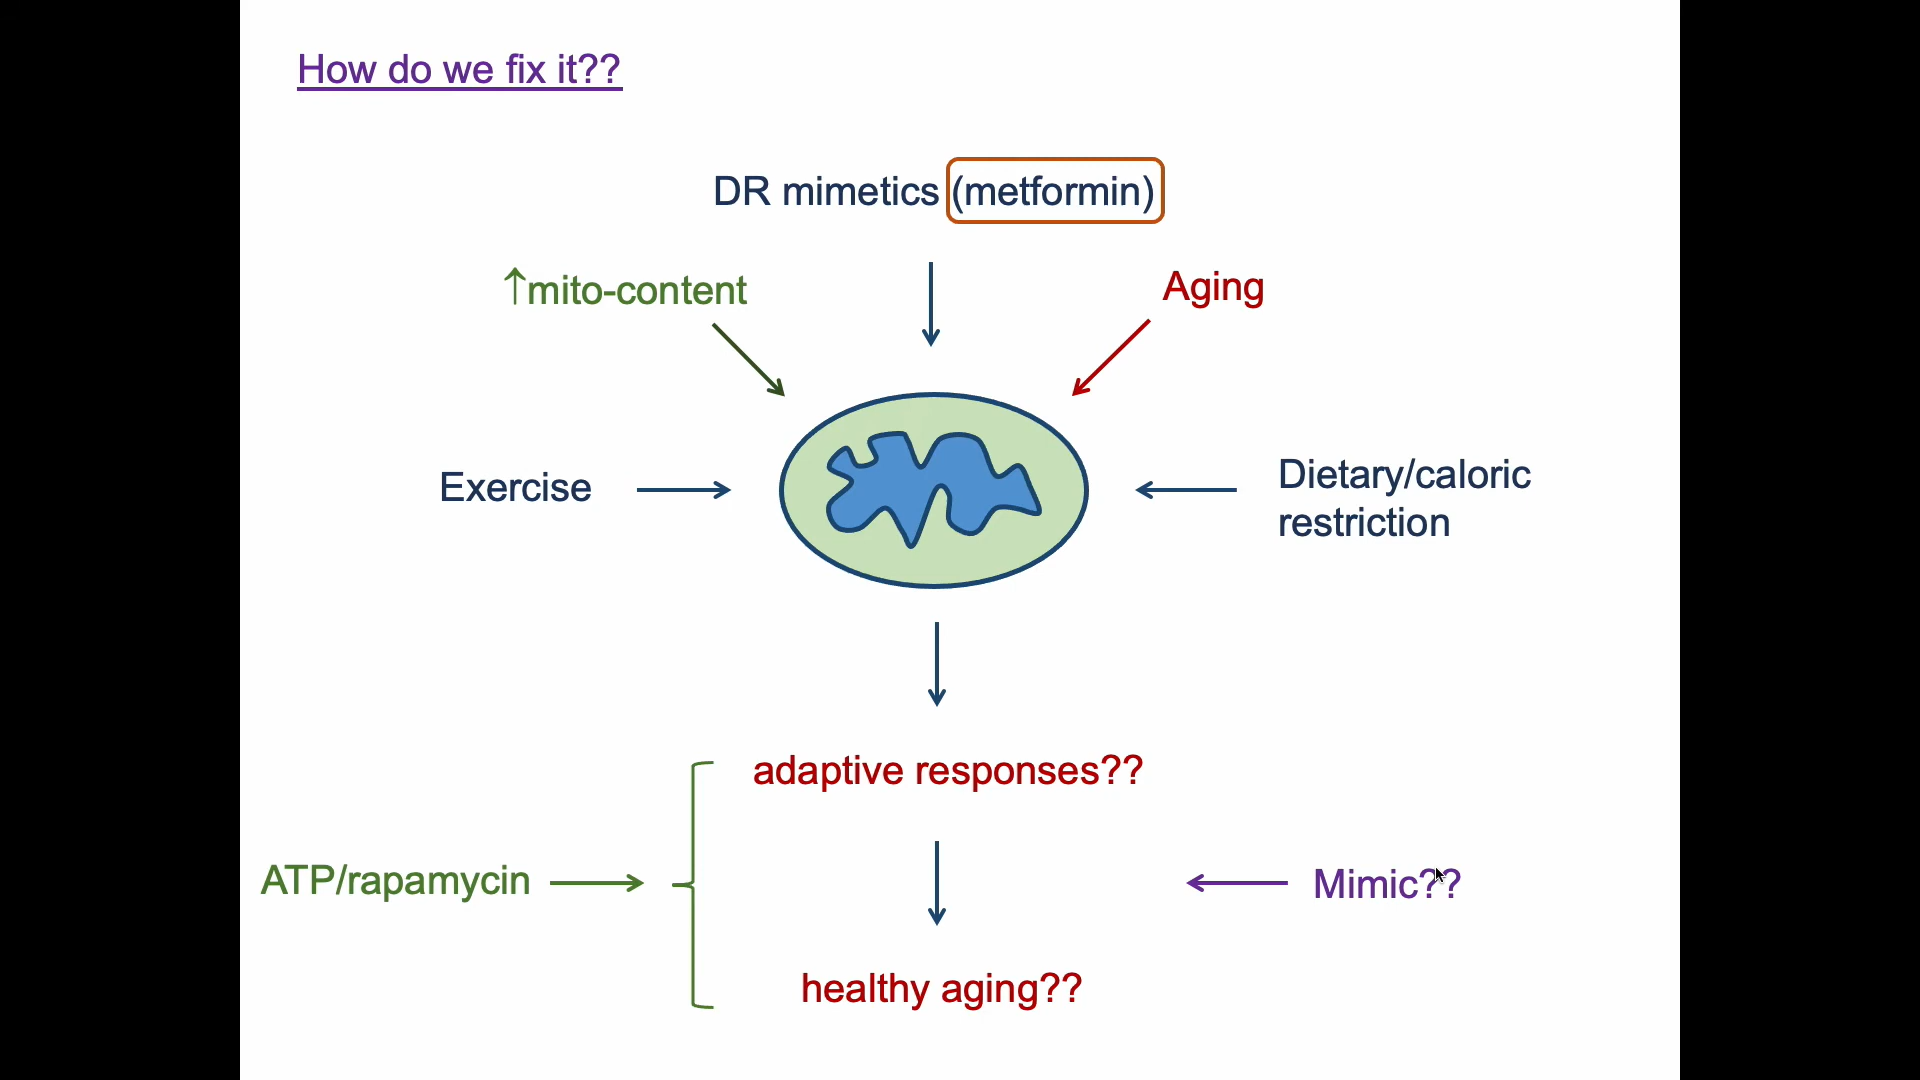 How do we fix it??
DR mimetics (metformin)
↑mito-content
Aging
Exercise
Dietary/caloric
restriction
adaptive responses??
ATP/rapamycin
Mimic??
healthy aging??